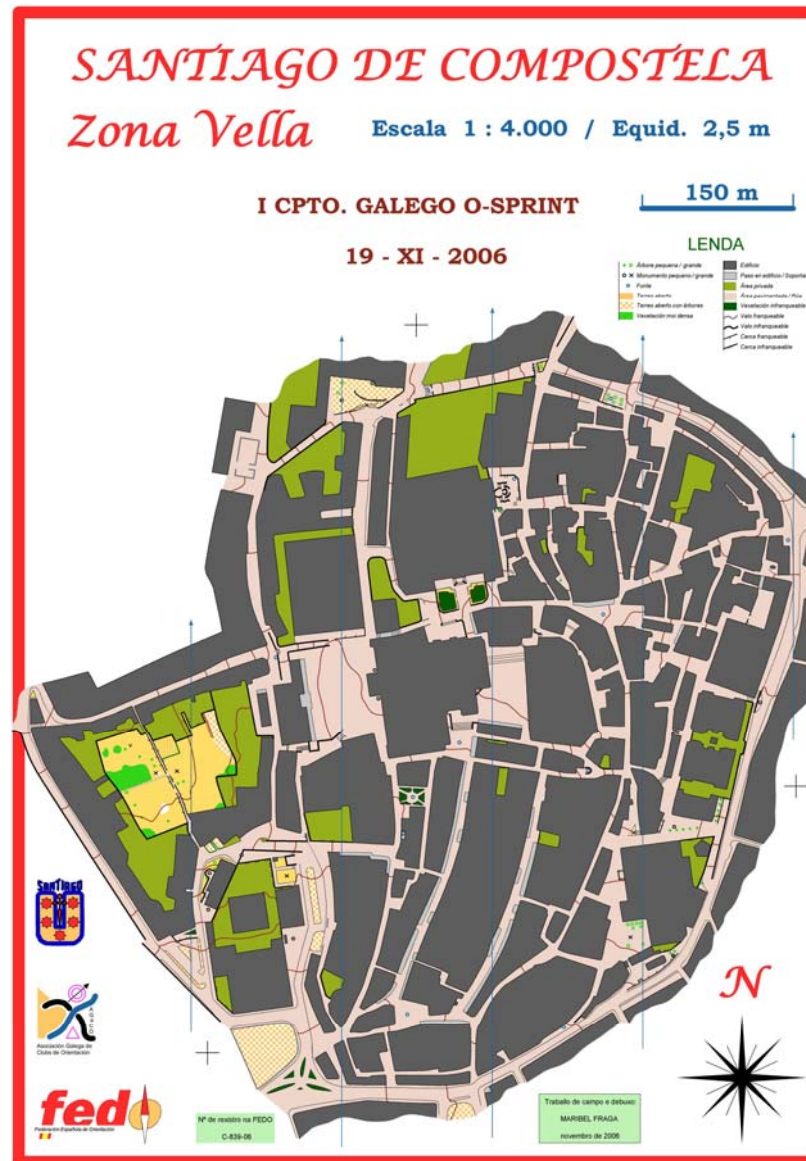 SANTIAGO DE COMPOSTELA
Zona Vella
Escala 1 : 4.000 / Equid. 2,5 m
I CPTO. GALEGO O-SPRINT
150 m
19 - XI - 2006
LENDA
Árbore pequena / grande
Monumento pequeno / grande
Fonte
Terreo aberto
Terreo aberto con árbores
Vexetación moi densa
Edificio
Paso en edificio / Soportal
Área privada
Área pavimentada / Rúa
Vexetación infranqueable
Valo franqueable
Valo infranqueable
Cerca franqueable
Cerca infranqueable
SANTIAGO
AGACO
Asociación Galega de
Clubs de Orientación
fedo
Federación Española de Orientación
Nº de rexistro na FEDO
C-839-06
Traballo de campo e debuxo:
MARIBEL FRAGA
novembro de 2006
N